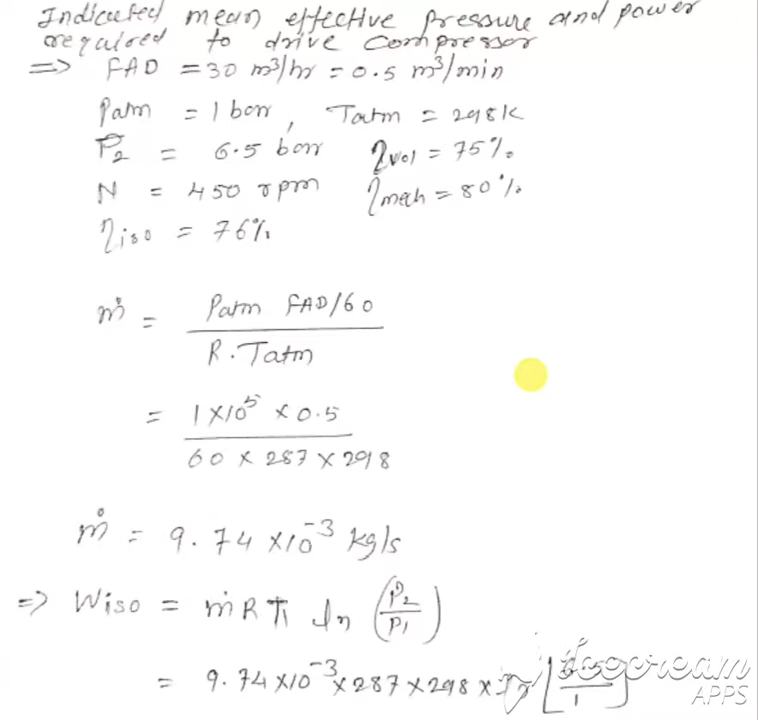 Indicated mean effective pressure and power
required to drive compressor
=> FAD = 30 m³/hr = 0.5 m³/min
Patm = 1 bar, Tatm = 298K
P₂ = 6.5 bar ηvol = 75%
N = 450 rpm ηmech = 80%
ηiso = 76%
ṁ = Patm FAD/60
R.Tatm
= 1×10⁵ × 0.5
60 × 287 × 298
ṁ = 9.74 ×10⁻³ kg/s
=> Wiso = ṁRT₁ ln (P₂/P₁)
= 9.74×10⁻³×287×298×
APPS